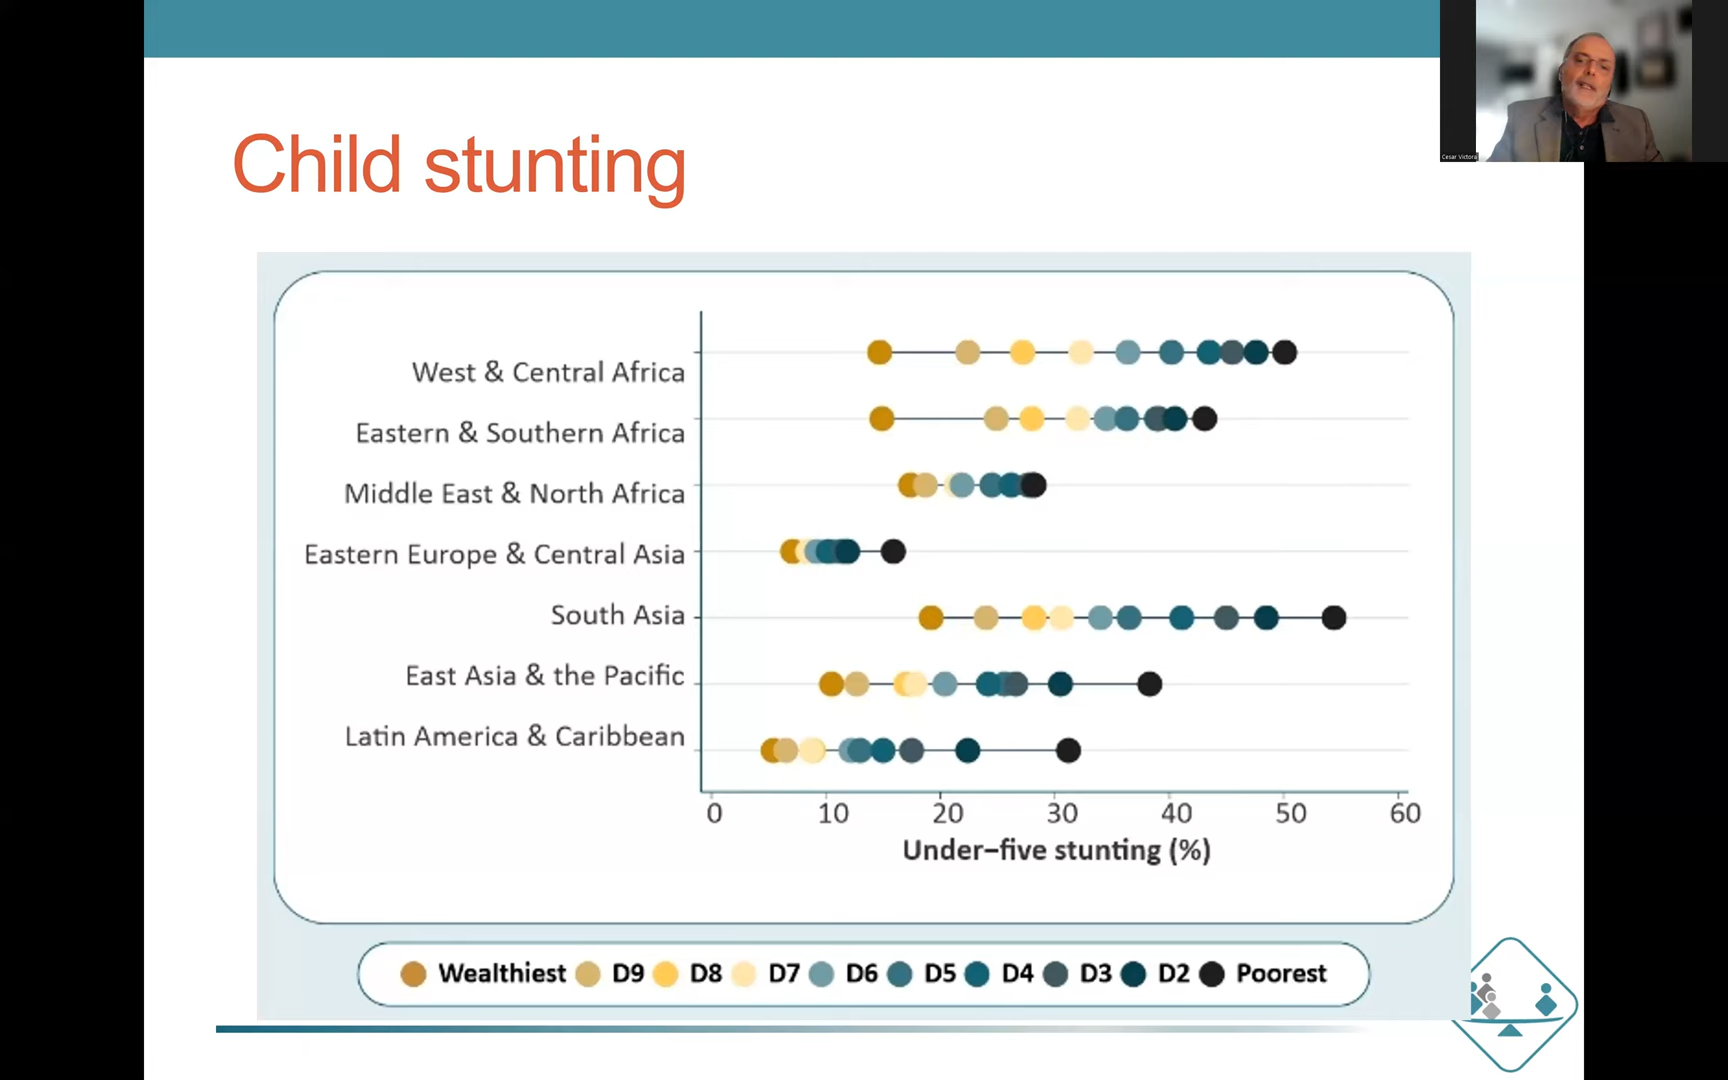 Cesar Victora
Child stunting
West & Central Africa
Eastern & Southern Africa
Middle East & North Africa
Eastern Europe & Central Asia
South Asia
East Asia & the Pacific
Latin America & Caribbean
0 10 20 30 40 50 60
Under–five stunting (%)
Wealthiest D9 D8 D7 D6 D5 D4 D3 D2 Poorest